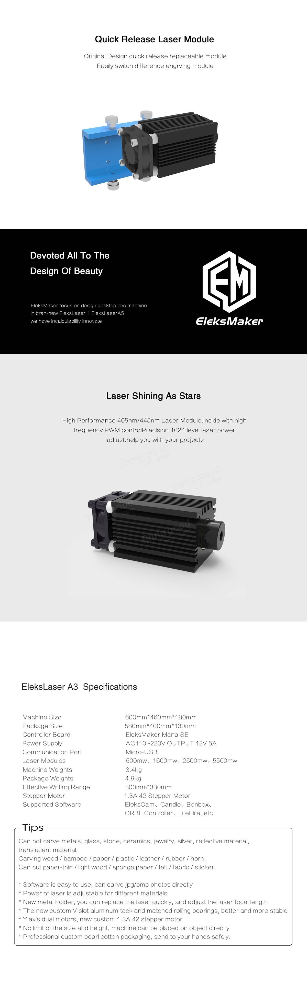 Quick Release Laser Module
Original Design quick release replaceable module
Easily switch difference engrving module
Devoted All To The
Design Of Beauty
EleksMaker focus on design desktop cnc machine
in bran-new EleksLaser | EleksLaserA5
we have incalculability innovate
EM
EleksMaker
Laser Shining As Stars
High Performance 405nm/445nm Laser Module.inside with high
frequency PWM controlPrecision 1024 level laser power
adjust.help you with your projects
Banggood.com
Banggood.com
Banggood.com
Banggood.com
EleksLaser A3 Specifications
Machine Size 600mm*460mm*180mm
Package Size 580mm*400mm*130mm
Controller Board EleksMaker Mana SE
Power Supply AC110~220V OUTPUT 12V 5A
Communication Port Micro-USB
Laser Modules 500mw、1600mw、2500mw、5500mw
Machine Weights 3.4kg
Package Weights 4.9kg
Effective Writing Range 300mm*380mm
Stepper Motor 1.3A 42 Stepper Motor
Supported Software EleksCam、Candle、Benbox、
GRBL Controller、LiteFire, etc
Tips
Can not carve metals, glass, stone, ceramics, jewelry, silver, reflective material,
translucent material.
Carving wood / bamboo / paper / plastic / leather / rubber / horn.
Can cut paper-thin / light wood / sponge paper / felt / fabric / sticker.
* Software is easy to use, can carve jpg/bmp photos directly
* Power of laser is adjustable for different materials
* New metal holder, you can replace the laser quickly, and adjust the laser focal length
* The new custom V slot aluminum tack and matched rolling bearings, better and more stable
* Y axis dual motors, new custom 1.3A 42 stepper motor
* No limit of the size and height, machine can be placed on object directly
* Professional custom pearl cotton packaging, send to your hands safely.